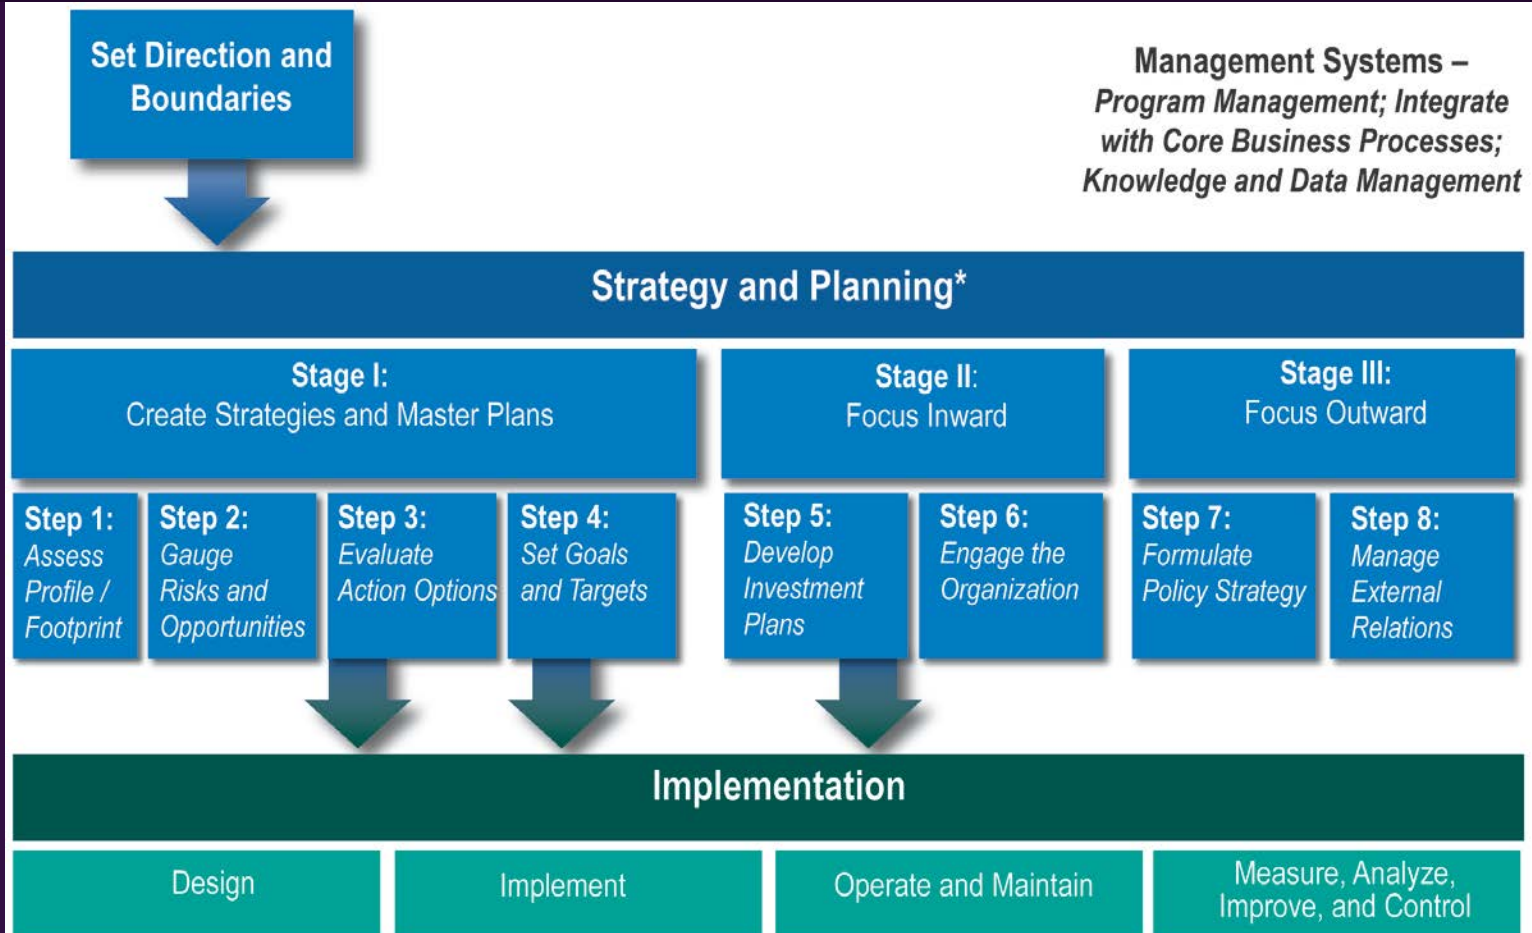 Set Direction and
Boundaries
Management Systems –
Program Management; Integrate
with Core Business Processes;
Knowledge and Data Management
Strategy and Planning*
Stage I:
Create Strategies and Master Plans
Stage II:
Focus Inward
Stage III:
Focus Outward
Step 1:
Assess
Profile /
Footprint
Step 2:
Gauge
Risks and
Opportunities
Step 3:
Evaluate
Action Options
Step 4:
Set Goals
and Targets
Step 5:
Develop
Investment
Plans
Step 6:
Engage the
Organization
Step 7:
Formulate
Policy Strategy
Step 8:
Manage
External
Relations
Implementation
Design
Implement
Operate and Maintain
Measure, Analyze,
Improve, and Control